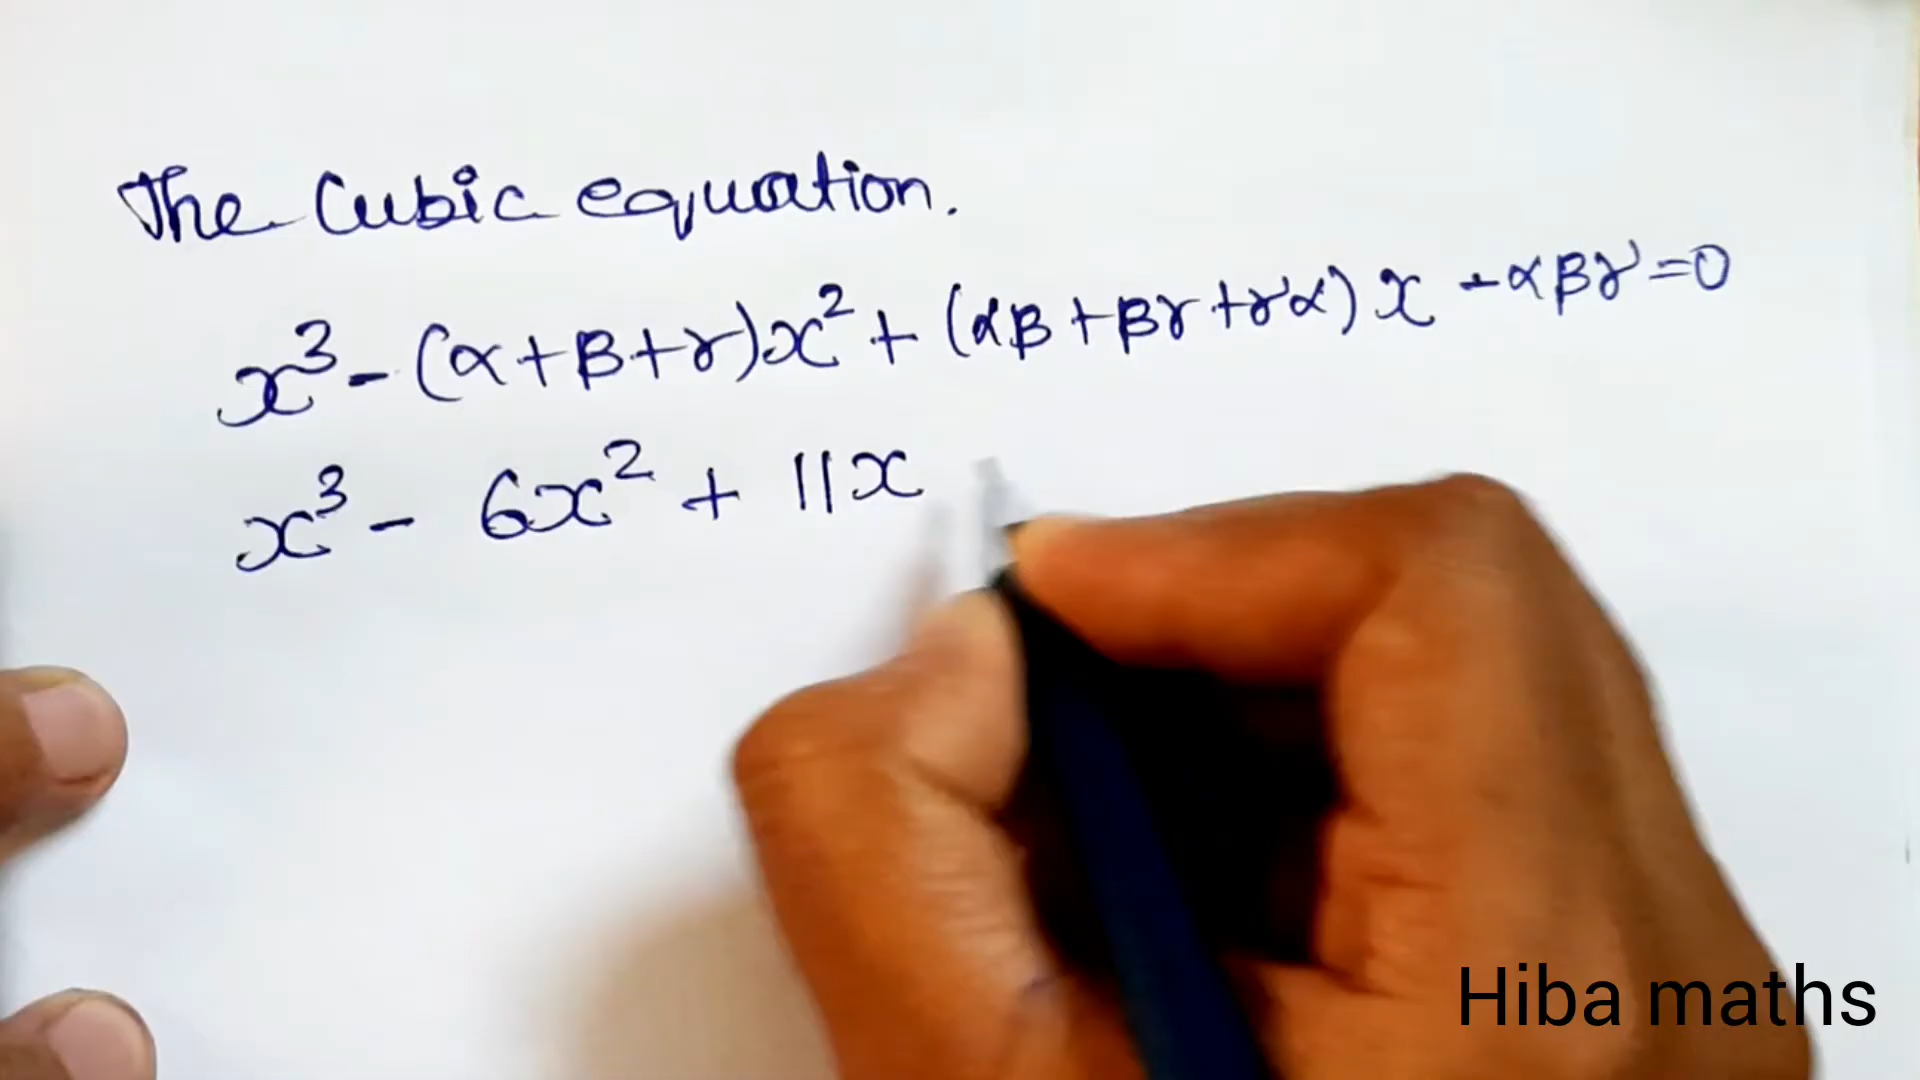 The Cubic equation.
x³ - (α+β+γ)x² + (αβ+βγ+γα)x - αβγ=0
x³ - 6x² + 11x
Hiba maths